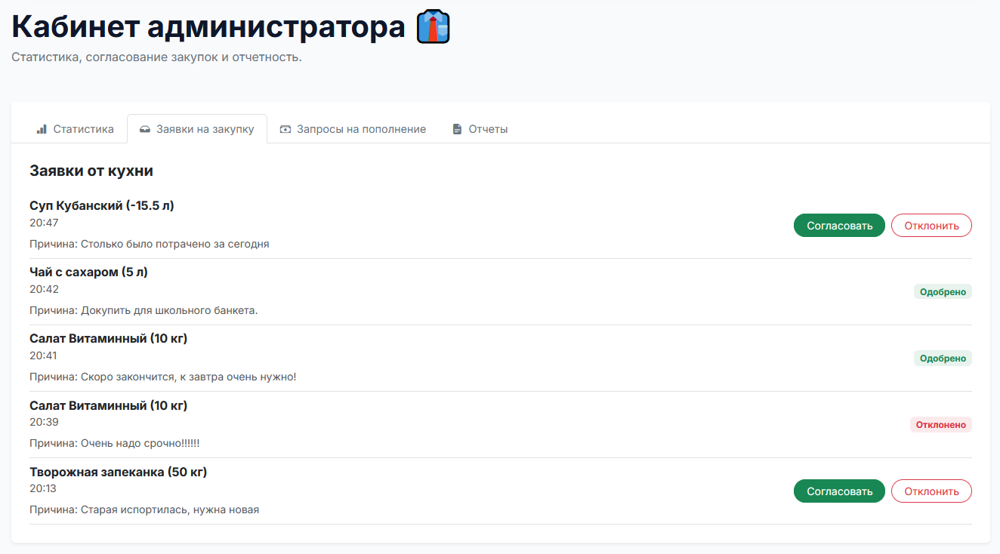 Кабинет администратора
Статистика, согласование закупок и отчетность.
Статистика Заявки на закупку Запросы на пополнение Отчеты
Заявки от кухни
Суп Кубанский (-15.5 л)
20:47
Причина: Столько было потрачено за сегодня
Согласовать Отклонить
Чай с сахаром (5 л)
20:42
Причина: Докупить для школьного банкета.
Одобрено
Салат Витаминный (10 кг)
20:41
Причина: Скоро закончится, к завтра очень нужно!
Одобрено
Салат Витаминный (10 кг)
20:39
Причина: Очень надо срочно!!!!!!
Отклонено
Творожная запеканка (50 кг)
20:13
Причина: Старая испортилась, нужна новая
Согласовать Отклонить